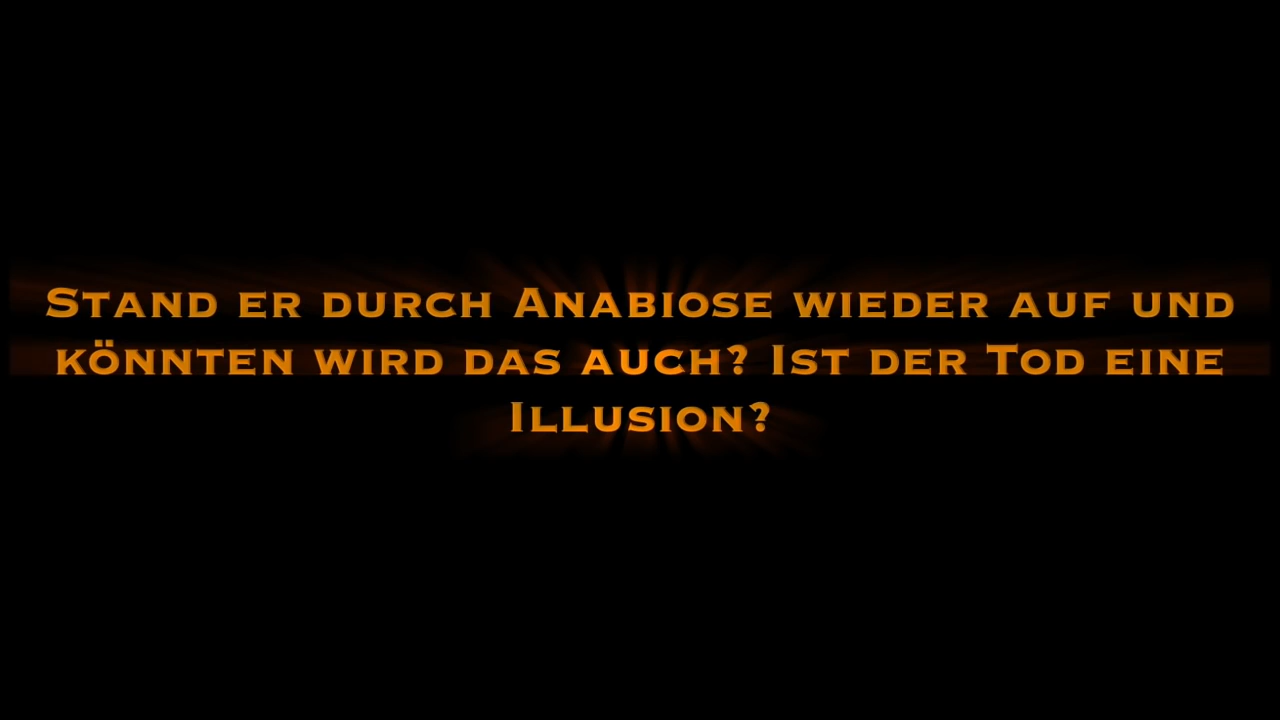 Stand er durch Anabiose wieder auf und
könnten wird das auch? Ist der Tod eine
Illusion?